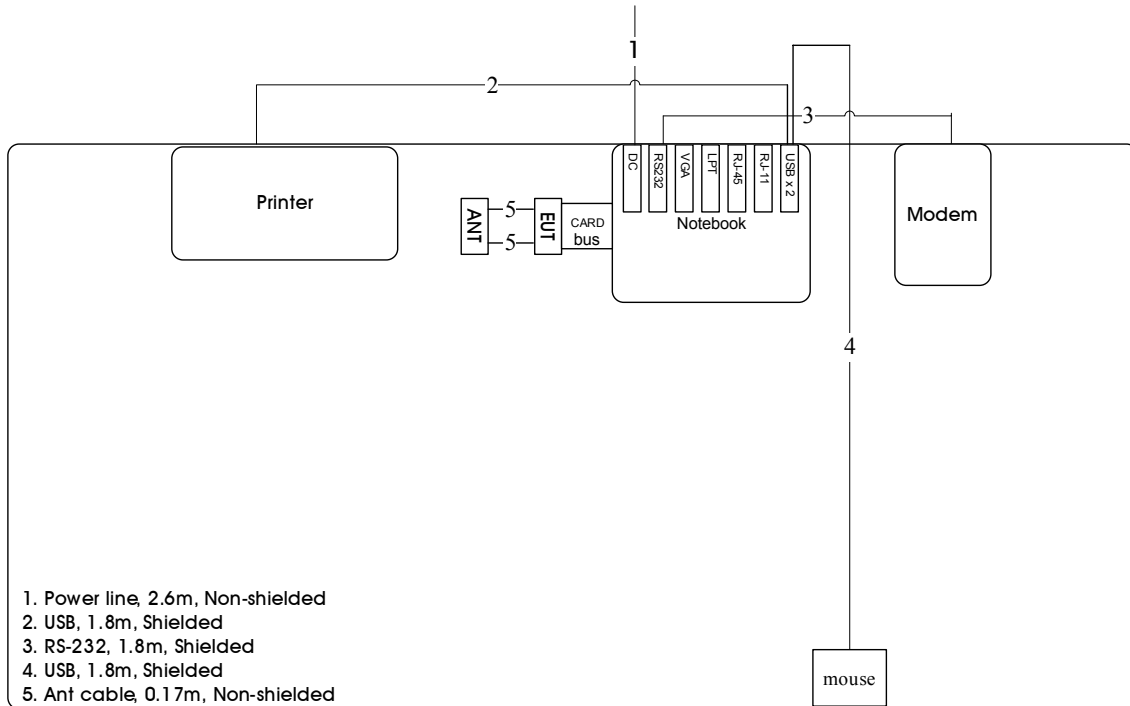 1
2
3
DC
RS232
VGA
LPT
RJ-45
RJ-11
USB x 2
Printer
ANT
5
5
EUT
CARD
bus
Notebook
Modem
4
1. Power line, 2.6m, Non-shielded
2. USB, 1.8m, Shielded
3. RS-232, 1.8m, Shielded
4. USB, 1.8m, Shielded
5. Ant cable, 0.17m, Non-shielded
mouse